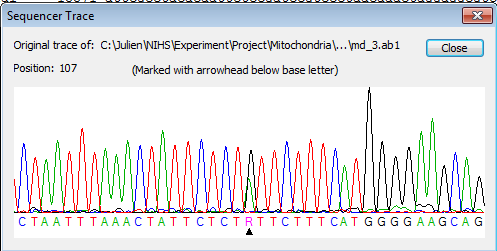 Sequencer Trace
Original trace of: C:\Julien\NIHS\Experiment\Project\Mitochondria\...\md_3.ab1
Close
Position: 107
(Marked with arrowhead below base letter)
CTAATTTAAACTATTCTCTRTTCTTTCATGGGGAAGCAG